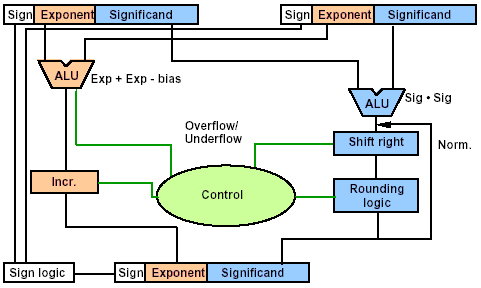 Sign Exponent Significand
Sign Exponent Significand
ALU
Exp + Exp - bias
ALU
Sig • Sig
Overflow/
Underflow
Shift right
Norm.
Incr.
Control
Rounding
logic
Sign logic
Sign Exponent Significand